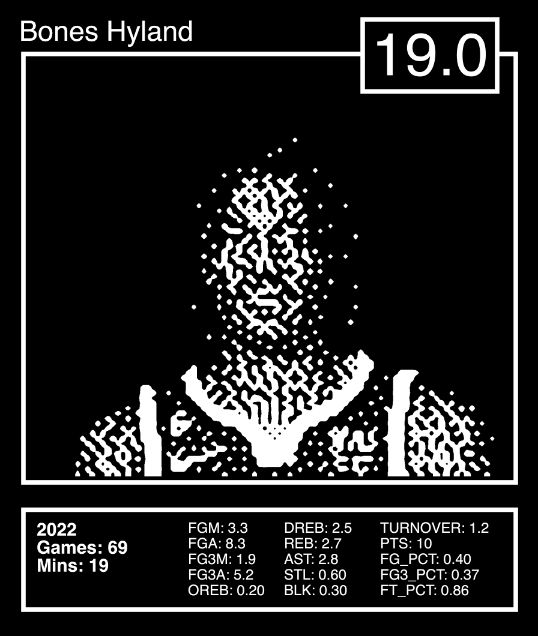 Bones Hyland
19.0
2022
Games: 69
Mins: 19
FGM: 3.3
FGA: 8.3
FG3M: 1.9
FG3A: 5.2
OREB: 0.20
DREB: 2.5
REB: 2.7
AST: 2.8
STL: 0.60
BLK: 0.30
TURNOVER: 1.2
PTS: 10
FG_PCT: 0.40
FG3_PCT: 0.37
FT_PCT: 0.86